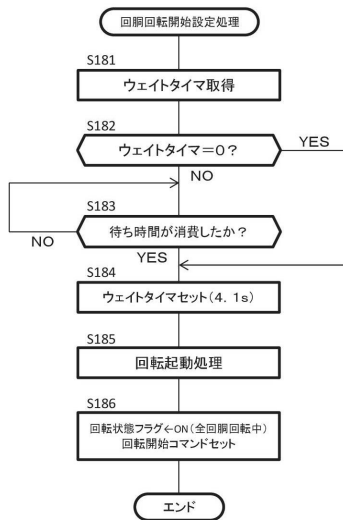 回胴回転開始設定処理
S181
ウェイトタイマ取得
S182
ウェイトタイマ=0?
YES
NO
S183
待ち時間が消費したか?
NO
YES
S184
ウェイトタイマセット(4.1s)
S185
回転起動処理
S186
回転状態フラグ←ON(全回胴回転中)
回転開始コマンドセット
エンド